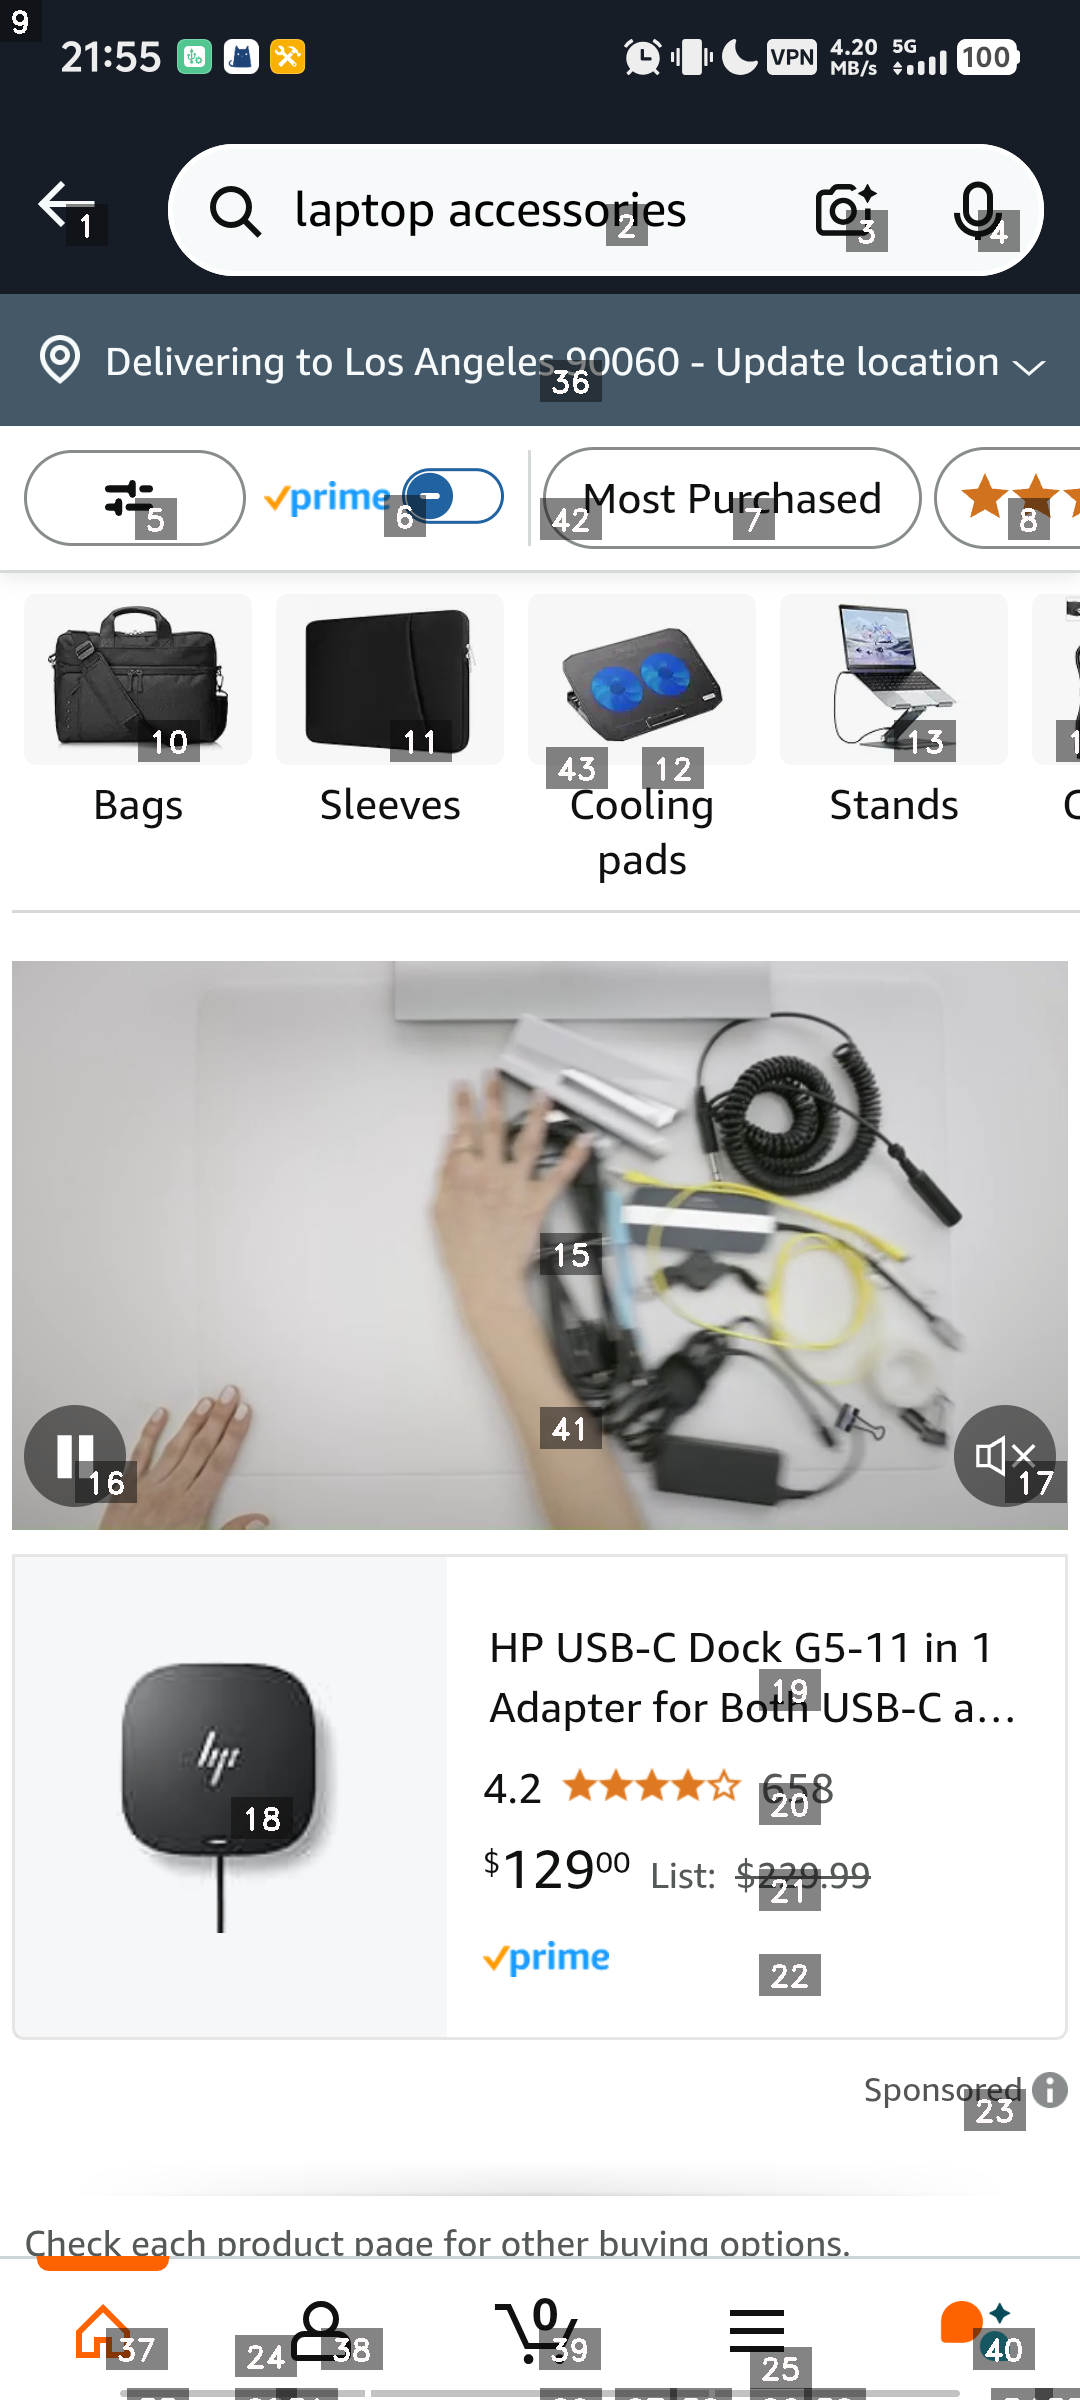 9
21:55
VPN
4.20 MB/s
5G
100
1
laptop accessories
2
3
4
Delivering to Los Angeles 90060 - Update location
36
5
prime
6
42
Most Purchased
7
8
10
11
43
12
13
Bags
Sleeves
Cooling
pads
Stands
15
41
16
17
hp
18
HP USB-C Dock G5-11 in 1
19
Adapter for Both USB-C a...
4.2
658
20
$129⁰⁰ List: $229.99
21
prime
22
Sponsored
23
Check each product page for other buying options.
37
24
38
0
39
25
40